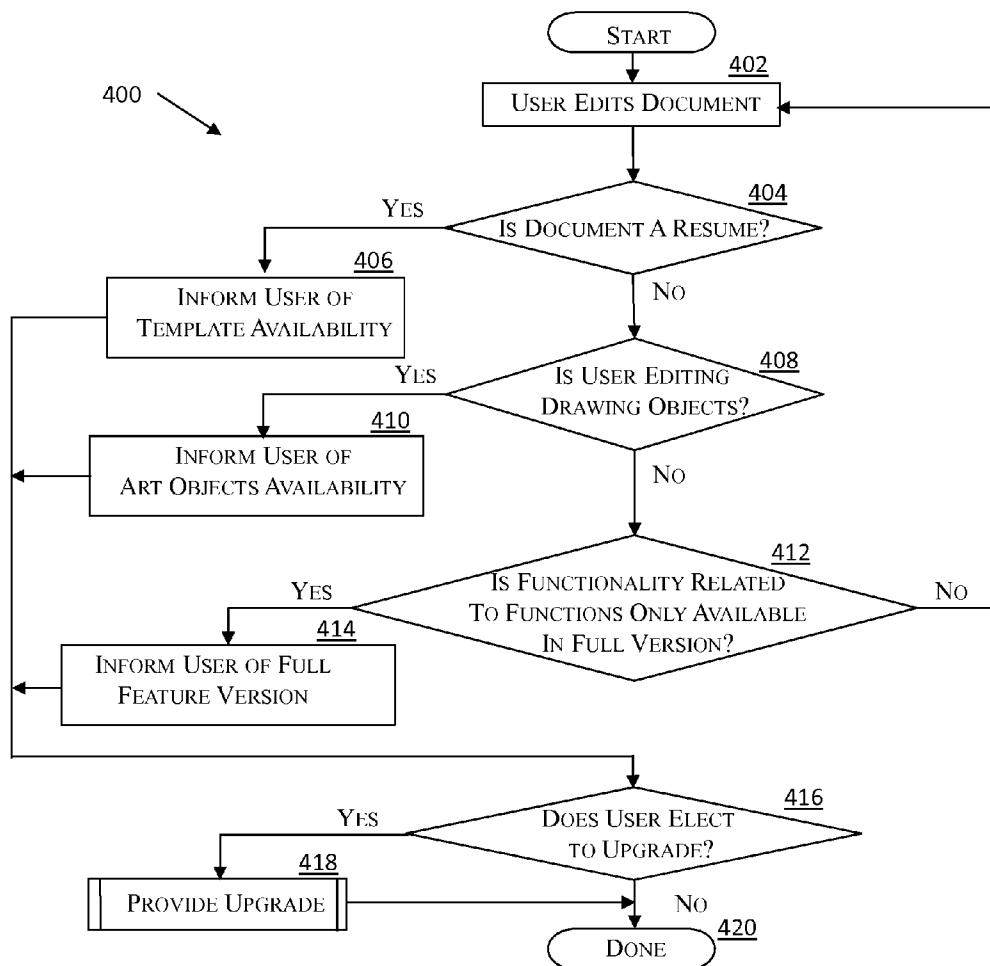 START
402
USER EDITS DOCUMENT
400
404
YES
IS DOCUMENT A RESUME?
406
NO
INFORM USER OF
TEMPLATE AVAILABILITY
408
YES
IS USER EDITING
DRAWING OBJECTS?
410
INFORM USER OF
ART OBJECTS AVAILABILITY
NO
412
IS FUNCTIONALITY RELATED
TO FUNCTIONS ONLY AVAILABLE
IN FULL VERSION?
YES
NO
414
INFORM USER OF FULL
FEATURE VERSION
416
DOES USER ELECT
TO UPGRADE?
YES
418
PROVIDE UPGRADE
NO
420
DONE